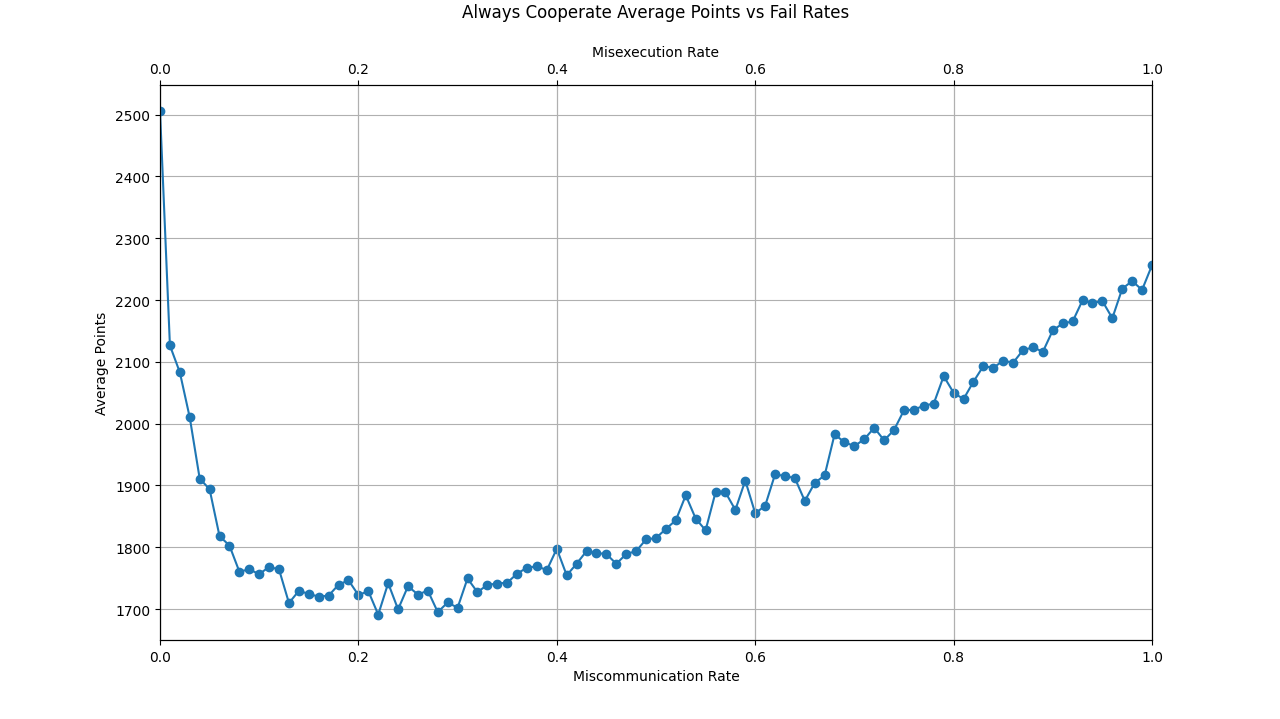 Always Cooperate Average Points vs Fail Rates
Misexecution Rate
0.0 0.2 0.4 0.6 0.8 1.0
2500
2400
2300
2200
2100
2000
1900
1800
1700
Average Points
0.0 0.2 0.4 0.6 0.8 1.0
Miscommunication Rate